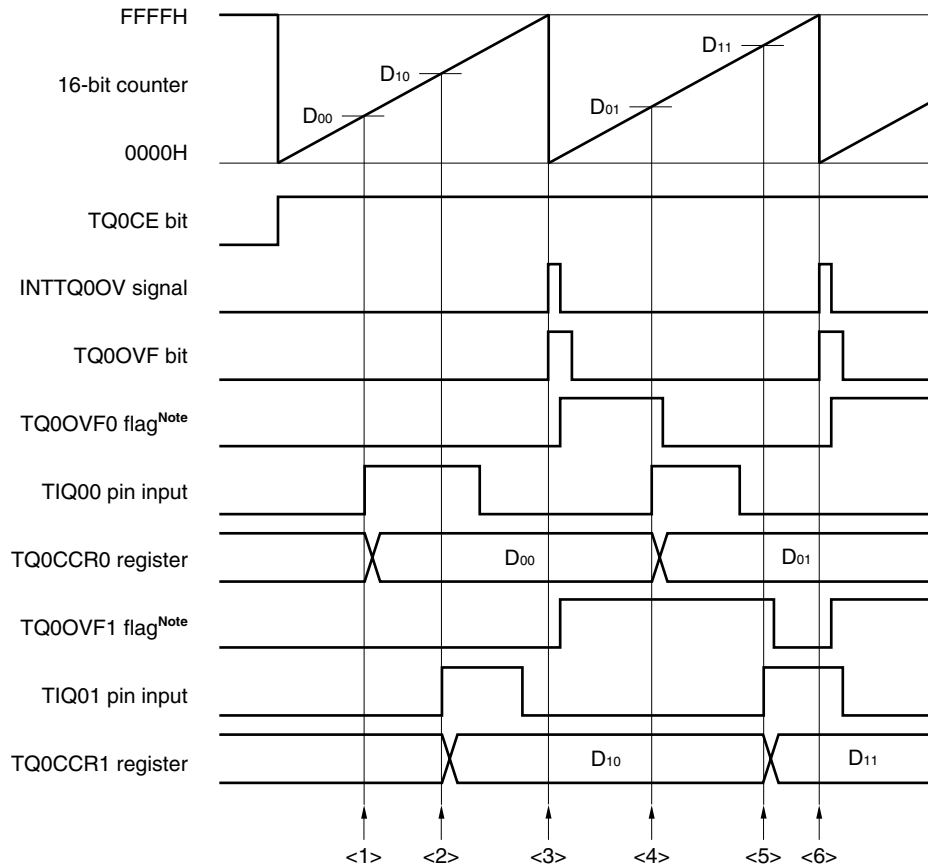 FFFFH
D11
D10
16-bit counter
D01
D00
0000H
TQ0CE bit
INTTQ0OV signal
TQ0OVF bit
TQ0OVF0 flagNote
TIQ00 pin input
TQ0CCR0 register
D00
D01
TQ0OVF1 flagNote
TIQ01 pin input
TQ0CCR1 register
D10
D11
<1> <2> <3> <4> <5> <6>